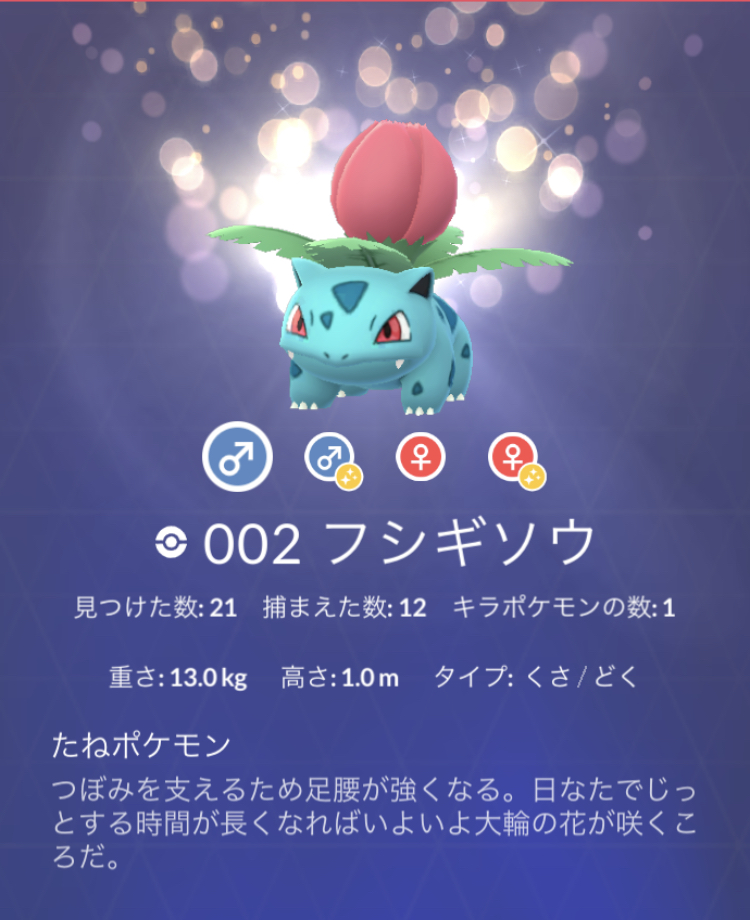 002 フシギソウ
見つけた数: 21 捕まえた数: 12 キラポケモンの数: 1
重さ: 13.0kg 高さ: 1.0m タイプ: くさ / どく
たねポケモン
つぼみを支えるため足腰が強くなる。日なたでじっ
とする時間が長くなればいよいよ大輪の花が咲くこ
ろだ。